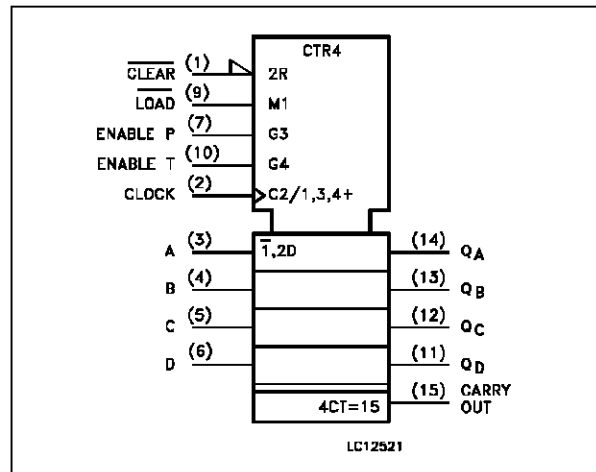 CTR4
CLEAR (1) 2R
LOAD (9) M1
ENABLE P (7) G3
ENABLE T (10) G4
CLOCK (2) C2/1,3,4+
A (3) 1̅,2D (14) QA
B (4) (13) QB
C (5) (12) QC
D (6) (11) QD
4CT=15 (15) CARRY
OUT
LC12521